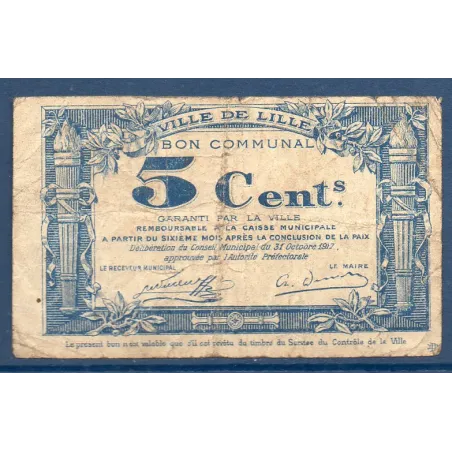 VILLE DE LILLE
BON COMMUNAL
5 Cent.s
GARANTI PAR LA VILLE
REMBOURSABLE A LA CAISSE MUNICIPALE
A PARTIR DU SIXIÈME MOIS APRÈS LA CONCLUSION DE LA PAIX
Délibération du Conseil Municipal du 31 Octobre 1917
approuvée par l'Autorité Préfectorale
LE RECEVEUR MUNICIPAL LE MAIRE
Le présent bon n'est valable que s'il est revêtu du timbre du Service du Contrôle de la Ville